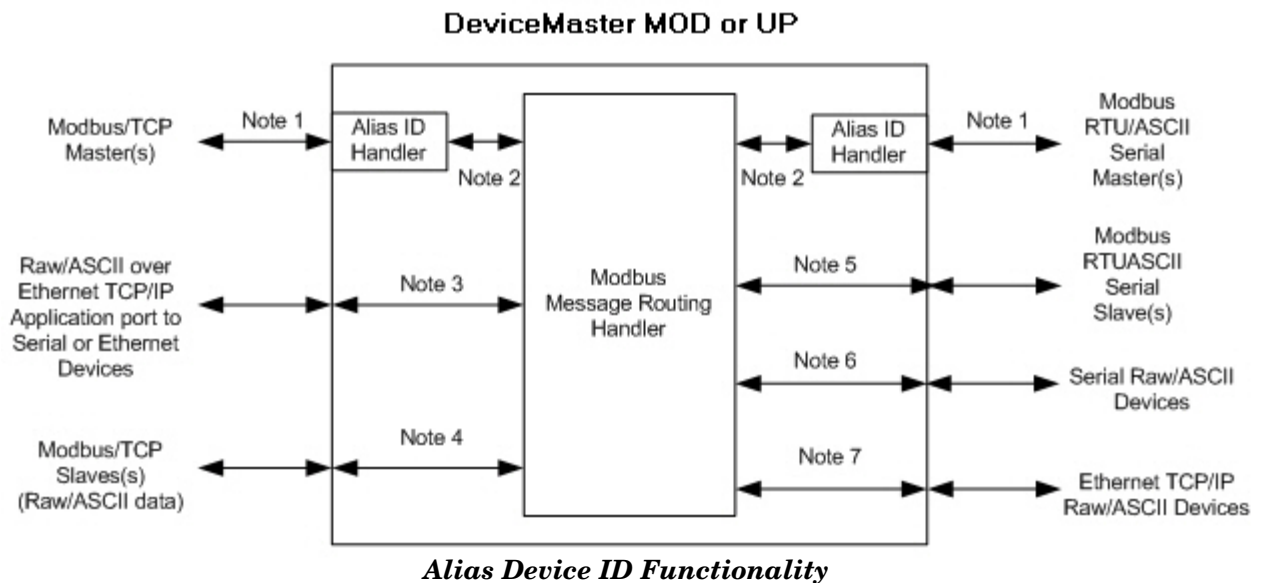 DeviceMaster MOD or UP
Modbus/TCP
Master(s)
Note 1
Alias ID
Handler
Note 2
Raw/ASCII over
Ethernet TCP/IP
Application port to
Serial or Ethernet
Devices
Note 3
Modbus/TCP
Slaves(s)
(Raw/ASCII data)
Note 4
Modbus
Message Routing
Handler
Note 2
Alias ID
Handler
Note 1
Modbus
RTU/ASCII
Serial
Master(s)
Note 5
Modbus
RTUASCII
Serial
Slave(s)
Note 6
Serial Raw/ASCII
Devices
Note 7
Ethernet TCP/IP
Raw/ASCII Devices
Alias Device ID Functionality